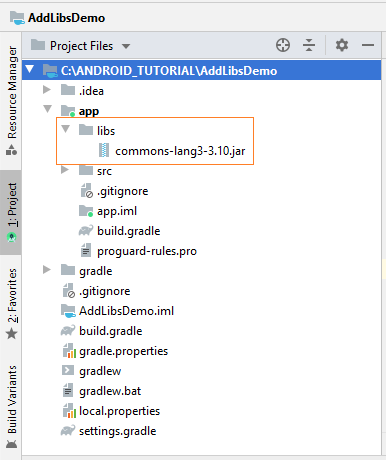 AddLibsDemo
Project Files
C:\ANDROID_TUTORIAL\AddLibsDemo
.idea
app
libs
commons-lang3-3.10.jar
src
.gitignore
app.iml
build.gradle
proguard-rules.pro
gradle
.gitignore
AddLibsDemo.iml
build.gradle
gradle.properties
gradlew
gradlew.bat
local.properties
settings.gradle
Resource Manager
1: Project
2: Favorites
Build Variants